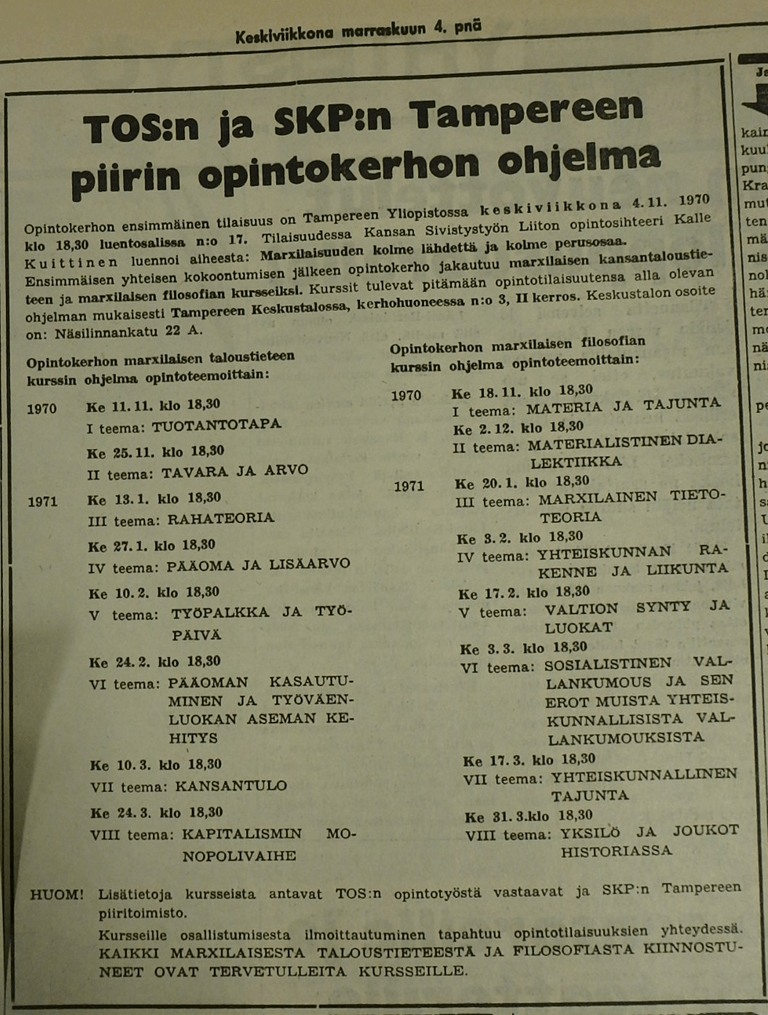 Keskiviikkona marraskuun 4. pnä
TOS:n ja SKP:n Tampereen
piirin opintokerhon ohjelma
Opintokerhon ensimmäinen tilaisuus on Tampereen Yliopistossa keskiviikkona 4.11. 1970
klo 18,30 luentosalissa n:o 17. Tilaisuudessa Kansan Sivistystyön Liiton opintosihteeri Kalle
Kuittinen luennoi aiheesta: Marxilaisuuden kolme lähdettä ja kolme perusosaa.
Ensimmäisen yhteisen kokoontumisen jälkeen opintokerho jakautuu marxilaisen kansantaloustie-
teen ja marxilaisen filosofian kursseiksi. Kurssit tulevat pitämään opintotilaisuutensa alla olevan
ohjelman mukaisesti Tampereen Keskustalossa, kerhohuoneessa n:o 3, II kerros. Keskustalon osoite
on: Näsilinnankatu 22 A.
Opintokerhon marxilaisen taloustieteen
kurssin ohjelma opintoteemoittain:
1970 Ke 11.11. klo 18,30
I teema: TUOTANTOTAPA
Ke 25.11. klo 18,30
II teema: TAVARA JA ARVO
1971 Ke 13.1. klo 18,30
III teema: RAHATEORIA
Ke 27.1. klo 18,30
IV teema: PÄÄOMA JA LISÄARVO
Ke 10.2. klo 18,30
V teema: TYÖPALKKA JA TYÖ-
PÄIVÄ
Ke 24.2. klo 18,30
VI teema: PÄÄOMAN KASAUTU-
MINEN JA TYÖVÄEN-
LUOKAN ASEMAN KE-
HITYS
Ke 10.3. klo 18,30
VII teema: KANSANTULO
Ke 24.3. klo 18,30
VIII teema: KAPITALISMIN MO-
NOPOLIVAIHE
Opintokerhon marxilaisen filosofian
kurssin ohjelma opintoteemoittain:
1970 Ke 18.11. klo 18,30
I teema: MATERIA JA TAJUNTA
Ke 2.12. klo 18,30
II teema: MATERIALISTINEN DIA-
LEKTIIKKA
1971 Ke 20.1. klo 18,30
III teema: MARXILAINEN TIETO-
TEORIA
Ke 3.2. klo 18,30
IV teema: YHTEISKUNNAN RA-
KENNE JA LIIKUNTA
Ke 17.2. klo 18,30
V teema: VALTION SYNTY JA
LUOKAT
Ke 3.3. klo 18,30
VI teema: SOSIALISTINEN VAL-
LANKUMOUS JA SEN
EROT MUISTA YHTEIS-
KUNNALLISISTA VAL-
LANKUMOUKSISTA
Ke 17.3. klo 18,30
VII teema: YHTEISKUNNALLINEN
TAJUNTA
Ke 31.3.klo 18,30
VIII teema: YKSILÖ JA JOUKOT
HISTORIASSA
HUOM! Lisätietoja kursseista antavat TOS:n opintotyöstä vastaavat ja SKP:n Tampereen
piiritoimisto.
Kursseille osallistumisesta ilmoittautuminen tapahtuu opintotilaisuuksien yhteydessä.
KAIKKI MARXILAISESTA TALOUSTIETEESTÄ JA FILOSOFIASTA KIINNOSTU-
NEET OVAT TERVETULLEITA KURSSEILLE.